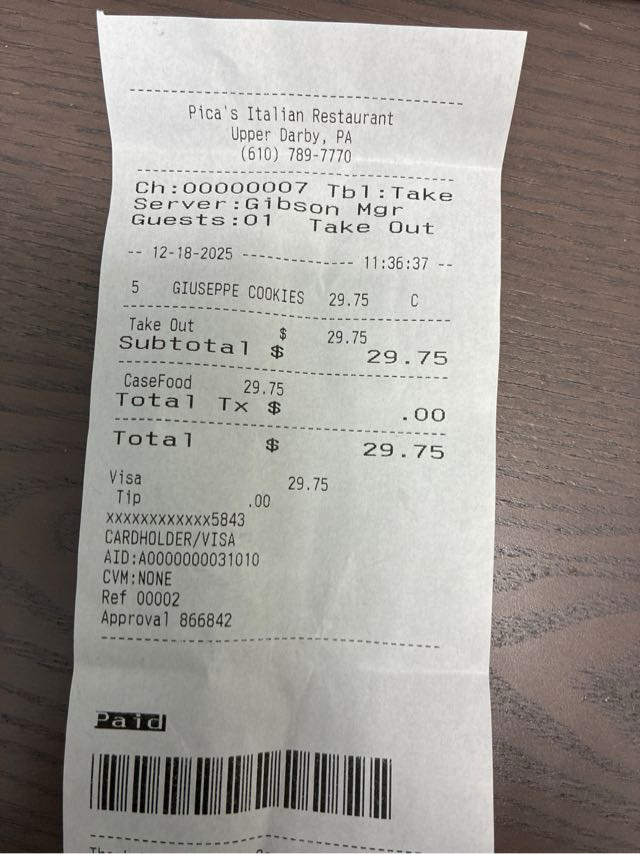 Pica's Italian Restaurant
Upper Darby, PA
(610) 789-7770
Ch:00000007 Tbl:Take
Server:Gibson Mgr
Guests:01 Take Out
-- 12-18-2025 ---------------- 11:36:37 --
5 GIUSEPPE COOKIES 29.75 C
Take Out $ 29.75
Subtotal $ 29.75
CaseFood 29.75
Total Tx $ .00
Total $ 29.75
Visa 29.75
Tip .00
xxxxxxxxxxxx5843
CARDHOLDER/VISA
AID:A0000000031010
CVM:NONE
Ref 00002
Approval 866842
Paid